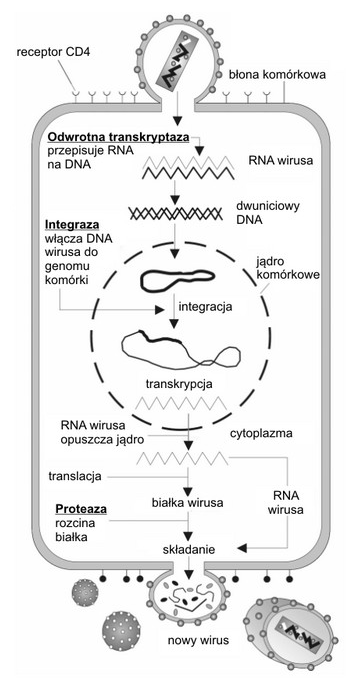 receptor CD4
błona komórkowa
Odwrotna transkryptaza
przepisuje RNA
na DNA
RNA wirusa
dwuniciowy
DNA
Integraza
włącza DNA
wirusa do
genomu
komórki
jądro
komórkowe
integracja
transkrypcja
RNA wirusa
opuszcza jądro
cytoplazma
translacja
białka wirusa
RNA
wirusa
Proteaza
rozcina
białka
składanie
nowy wirus